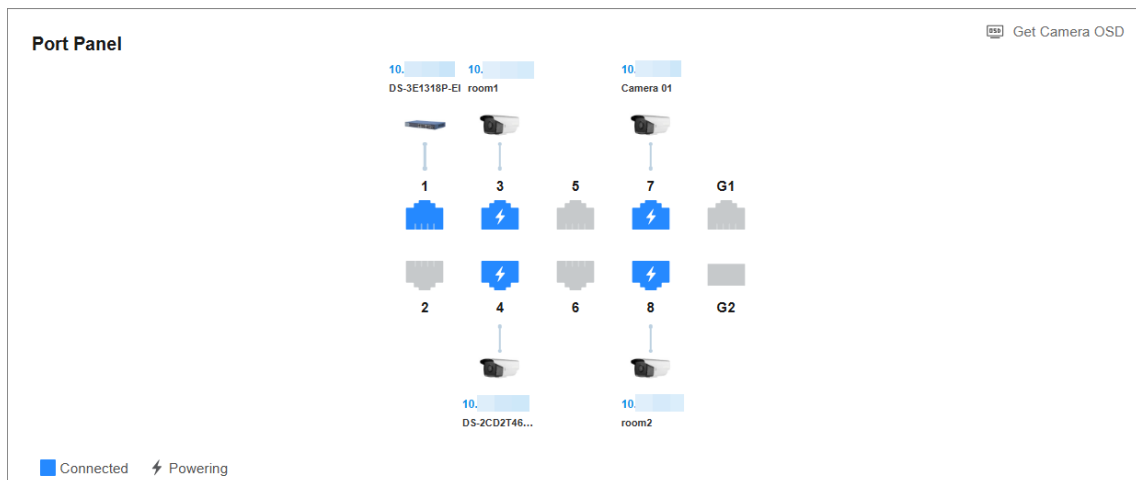 Port Panel
OSD Get Camera OSD
10. 10. 10.
DS-3E1318P-EI room1 Camera 01
1 3 5 7 G1
2 4 6 8 G2
10. 10.
DS-2CD2T46... room2
Connected Powering